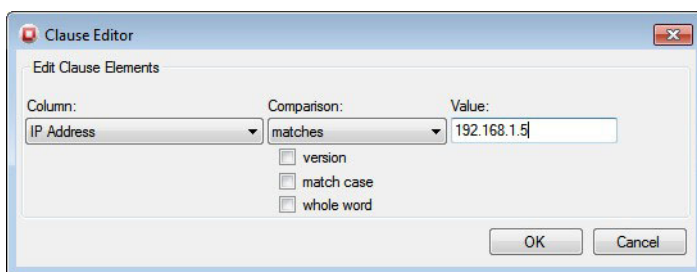 Clause Editor
Edit Clause Elements
Column: Comparison: Value:
IP Address matches 192.168.1.5
version
match case
whole word
OK Cancel